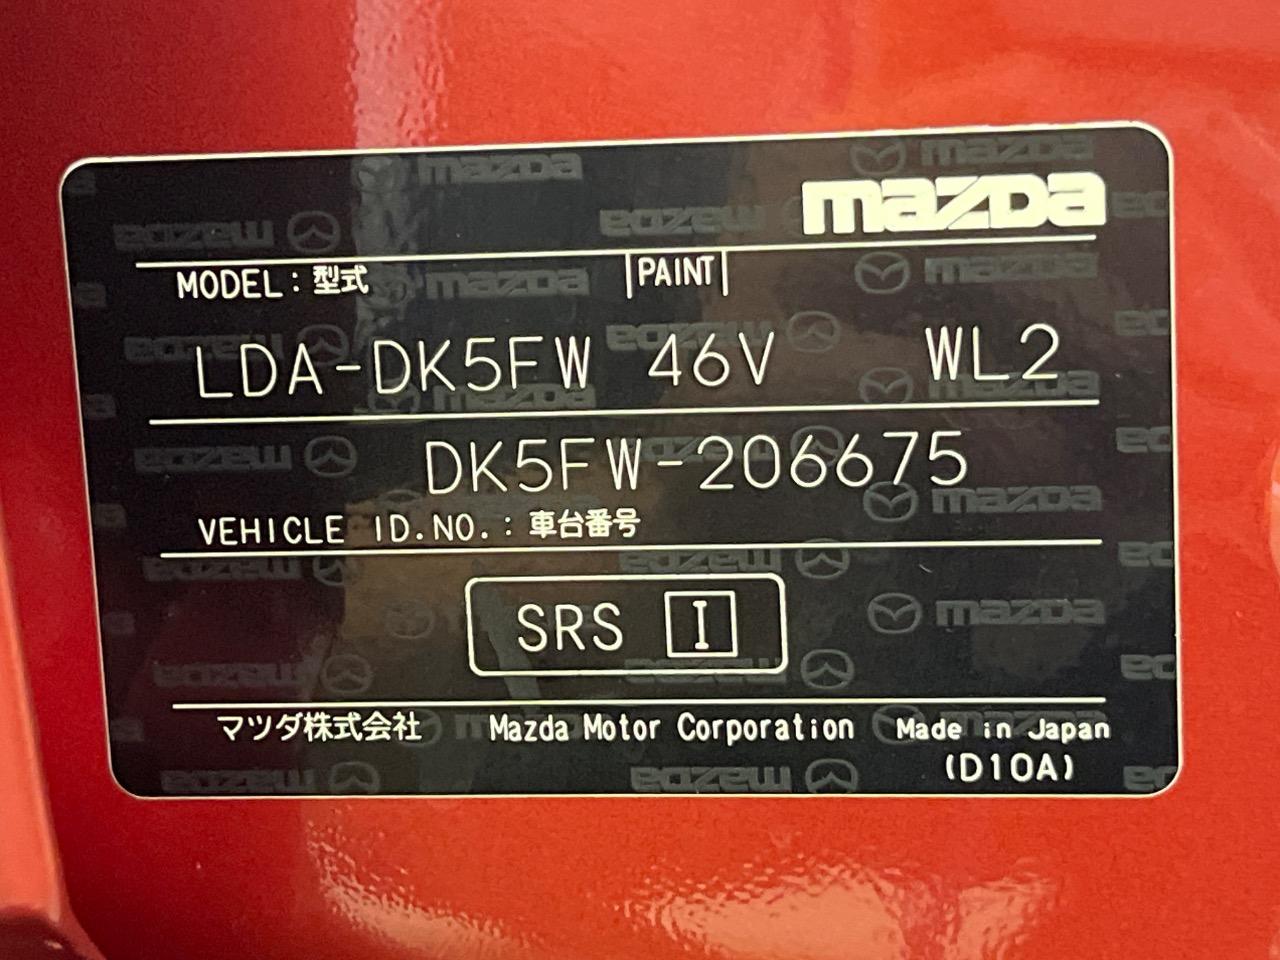 mazda
MODEL：型式 |PAINT|
LDA-DK5FW 46V WL2
DK5FW-206675
VEHICLE ID.NO.：車台番号
SRS I
マツダ株式会社 Mazda Motor Corporation Made in Japan
(D10A)